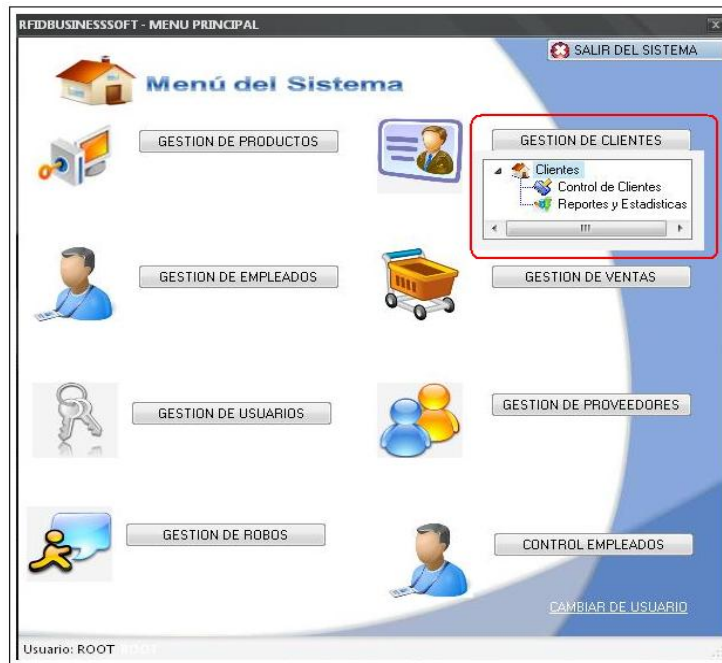 RFIDBUSINESSSOFT - MENU PRINCIPAL
SALIR DEL SISTEMA
Menú del Sistema
GESTION DE PRODUCTOS
GESTION DE CLIENTES
Clientes
Control de Clientes
Reportes y Estadisticas
GESTION DE EMPLEADOS
GESTION DE VENTAS
GESTION DE USUARIOS
GESTION DE PROVEEDORES
GESTION DE ROBOS
CONTROL EMPLEADOS
CAMBIAR DE USUARIO
Usuario: ROOT ROOT